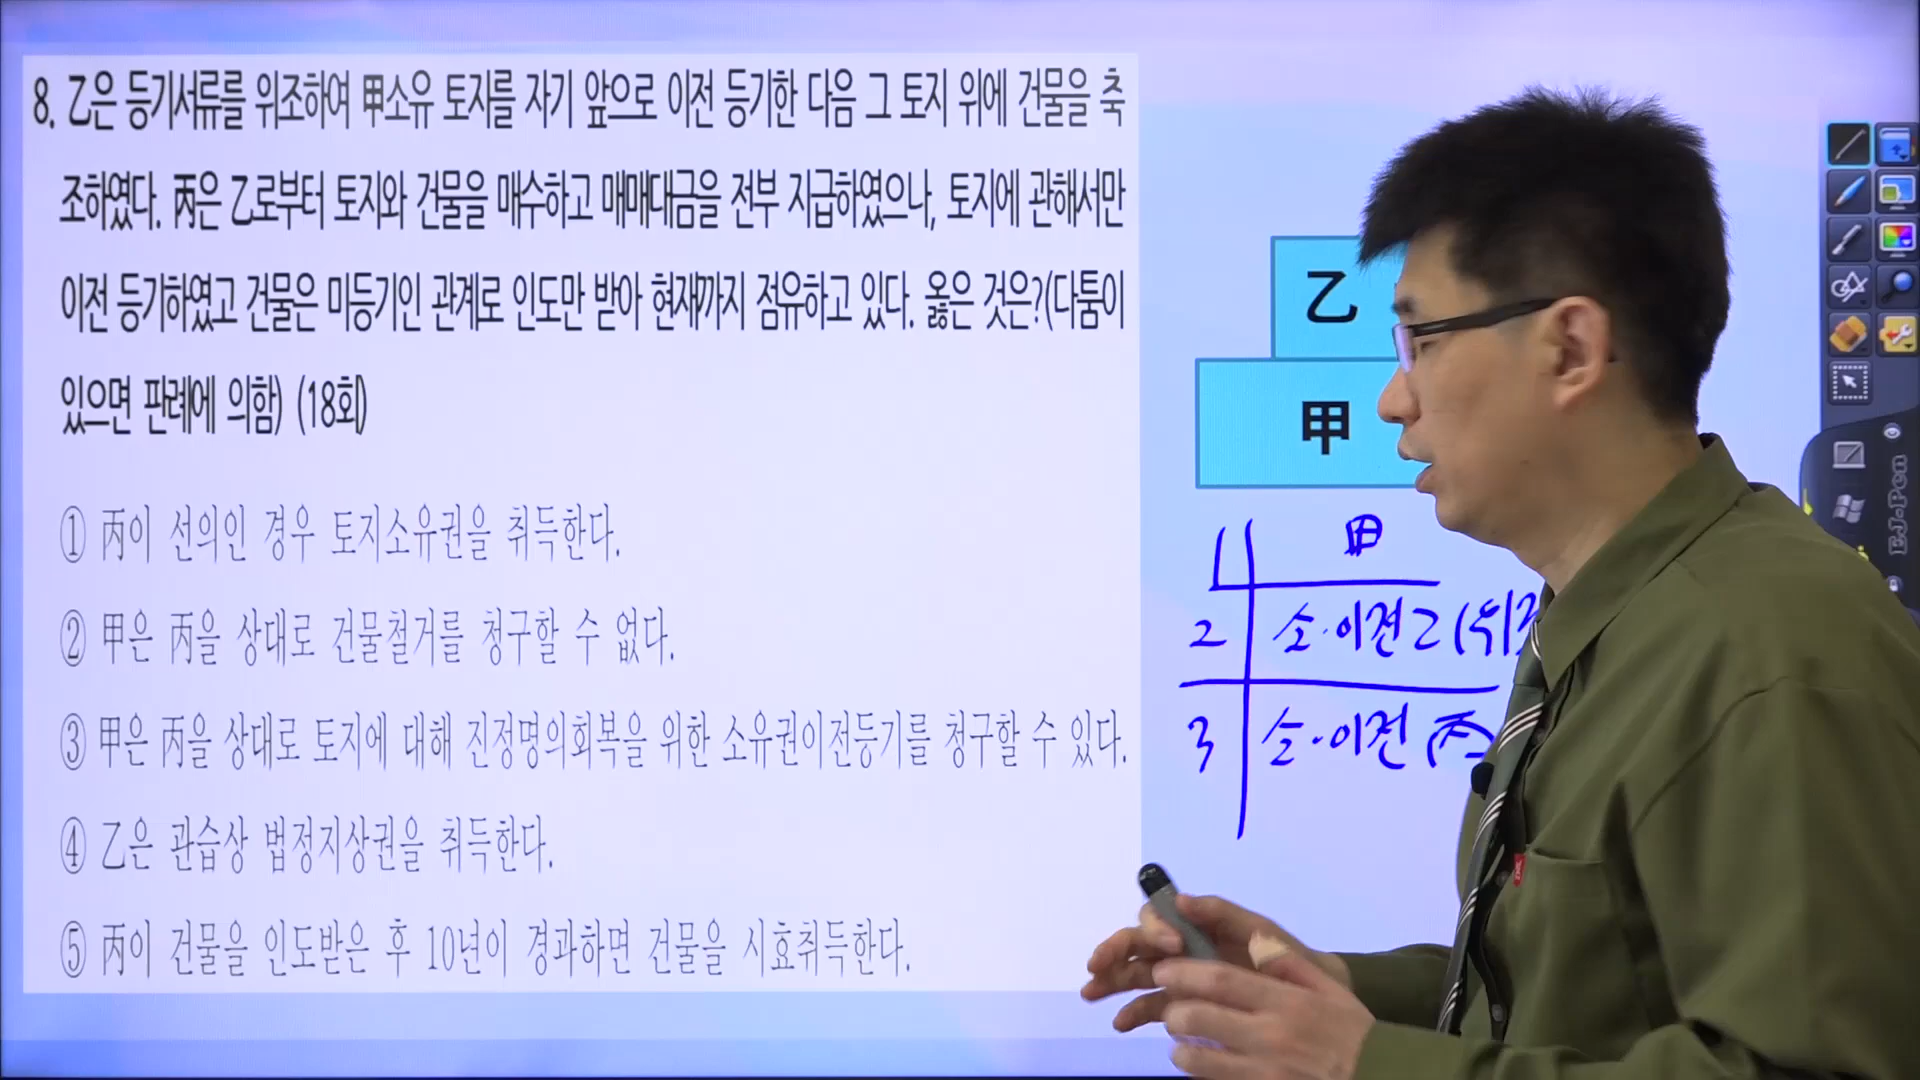 8. 乙은 등기서류를 위조하여 甲소유 토지를 자기 앞으로 이전 등기한 다음 그 토지 위에 건물을 축
조하였다. 丙은 乙로부터 토지와 건물을 매수하고 매매대금을 전부 지급하였으나, 토지에 관해서만
이전 등기하였고 건물은 미등기인 관계로 인도만 받아 현재까지 점유하고 있다. 옳은 것은?(다툼이
있으면 판례에 의함) (18회)
① 丙이 선의인 경우 토지소유권을 취득한다.
② 甲은 丙을 상대로 건물철거를 청구할 수 없다.
③ 甲은 丙을 상대로 토지에 대해 진정명의회복을 위한 소유권이전등기를 청구할 수 있다.
④ 乙은 관습상 법정지상권을 취득한다.
⑤ 丙이 건물을 인도받은 후 10년이 경과하면 건물을 시효취득한다.
乙
甲
1 甲
2 소·이전 乙 (위조
3 소·이전 丙
EJ-Pen